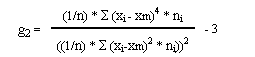 g₂ = (1/n) * Σ (xᵢ - xm)⁴ * nᵢ - 3
((1/n) * Σ (xᵢ-xm)² * nᵢ))²